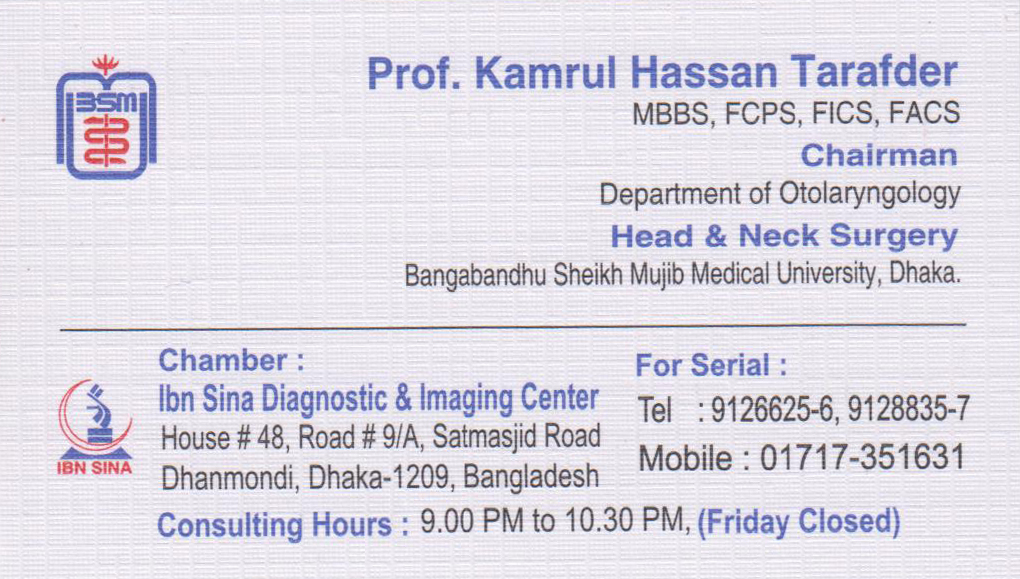 BSM
Prof. Kamrul Hassan Tarafder
MBBS, FCPS, FICS, FACS
Chairman
Department of Otolaryngology
Head & Neck Surgery
Bangabandhu Sheikh Mujib Medical University, Dhaka.
Chamber :
Ibn Sina Diagnostic & Imaging Center
House # 48, Road # 9/A, Satmasjid Road
Dhanmondi, Dhaka-1209, Bangladesh
IBN SINA
For Serial :
Tel : 9126625-6, 9128835-7
Mobile : 01717-351631
Consulting Hours : 9.00 PM to 10.30 PM, (Friday Closed)